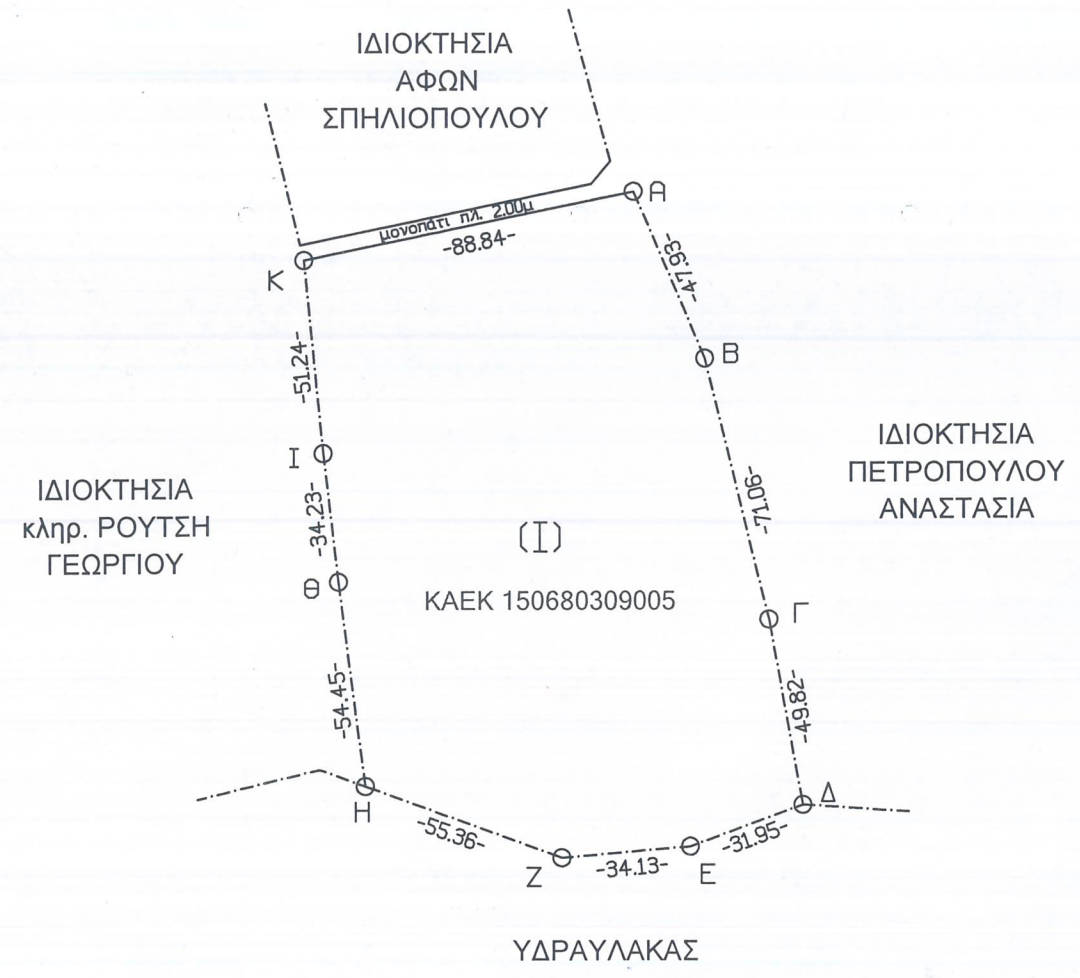 ΙΔΙΟΚΤΗΣΙΑ
ΑΦΩΝ
ΣΠΗΛΙΟΠΟΥΛΟΥ
Α
μονοπάτι πλ. 2.00μ
-88.84-
Κ
-47.93-
Β
-51.24-
Ι
ΙΔΙΟΚΤΗΣΙΑ
ΠΕΤΡΟΠΟΥΛΟΥ
ΑΝΑΣΤΑΣΙΑ
ΙΔΙΟΚΤΗΣΙΑ
κληρ. ΡΟΥΤΣΗ
ΓΕΩΡΓΙΟΥ
-34.23-
-71.06-
(Ι)
Θ
ΚΑΕΚ 150680309005
Γ
-54.45-
-49.82-
Η
Δ
-55.36-
-31.95-
Ζ
-34.13-
Ε
ΥΔΡΑΥΛΑΚΑΣ